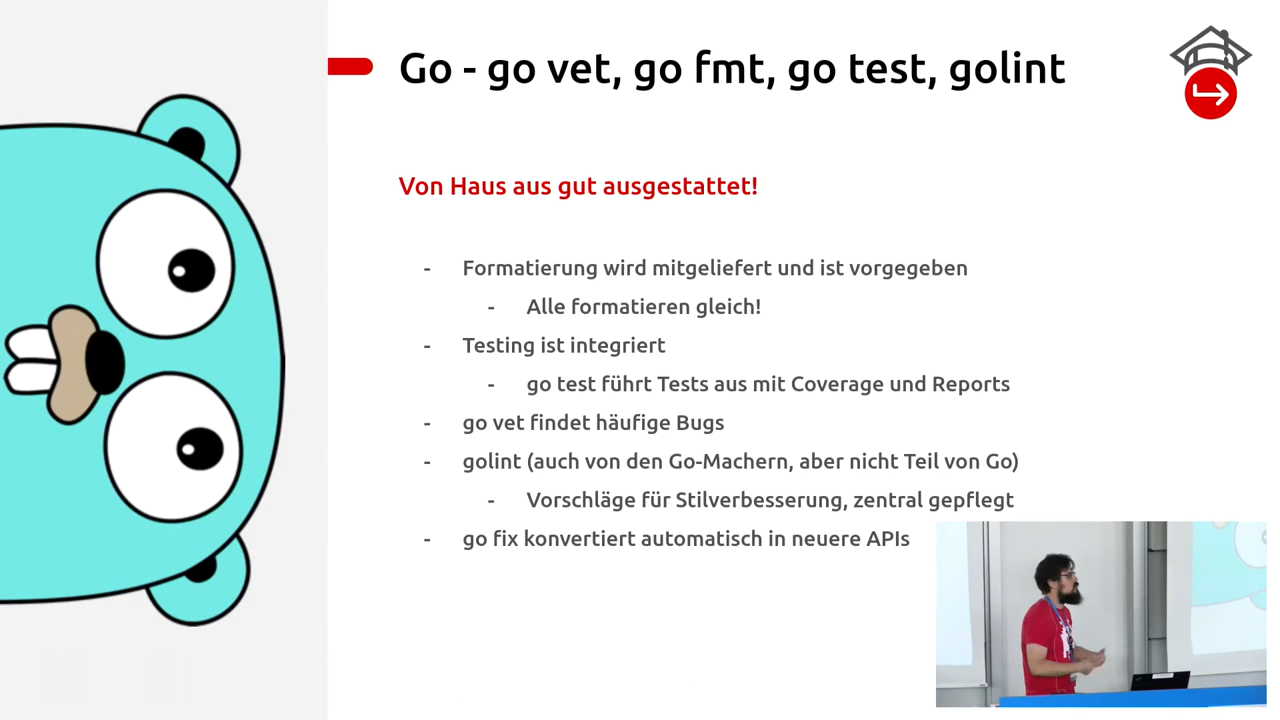 Go - go vet, go fmt, go test, golint
Von Haus aus gut ausgestattet!
- Formatierung wird mitgeliefert und ist vorgegeben
- Alle formatieren gleich!
- Testing ist integriert
- go test führt Tests aus mit Coverage und Reports
- go vet findet häufige Bugs
- golint (auch von den Go-Machern, aber nicht Teil von Go)
- Vorschläge für Stilverbesserung, zentral gepflegt
- go fix konvertiert automatisch in neuere APIs